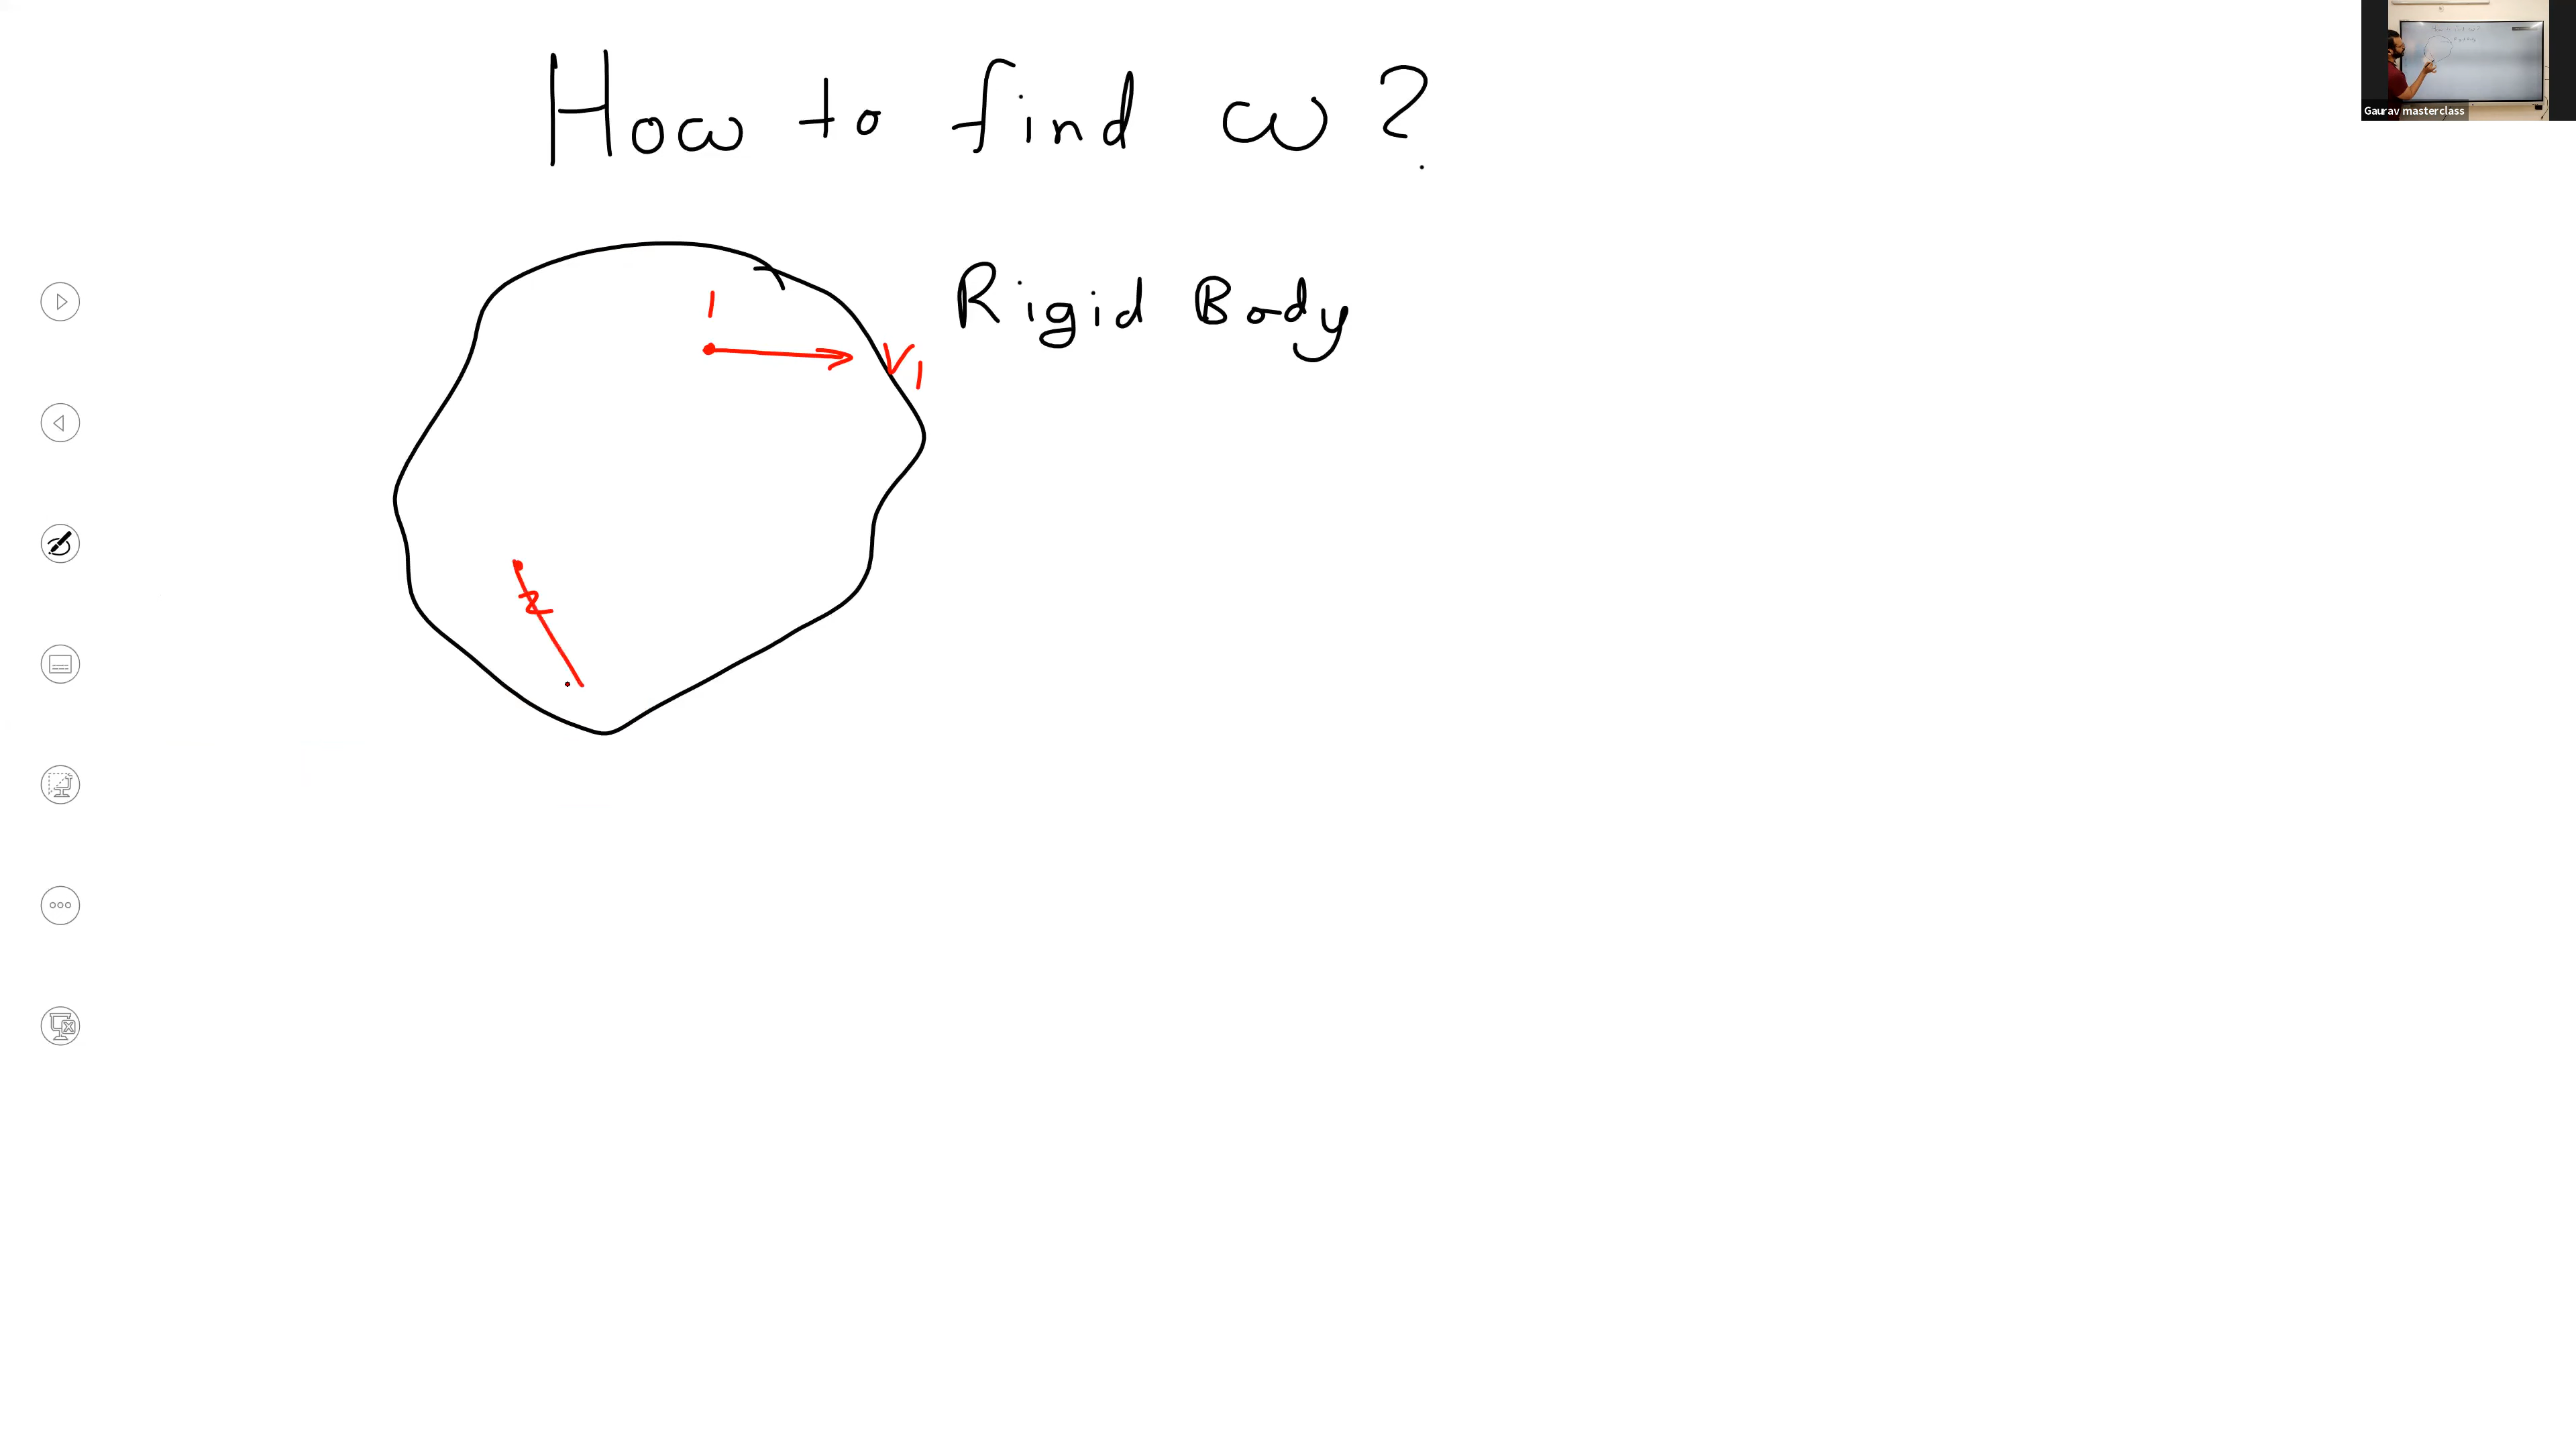 How to find ω ?
Gaurav masterclass
Rigid Body
1
V1
2